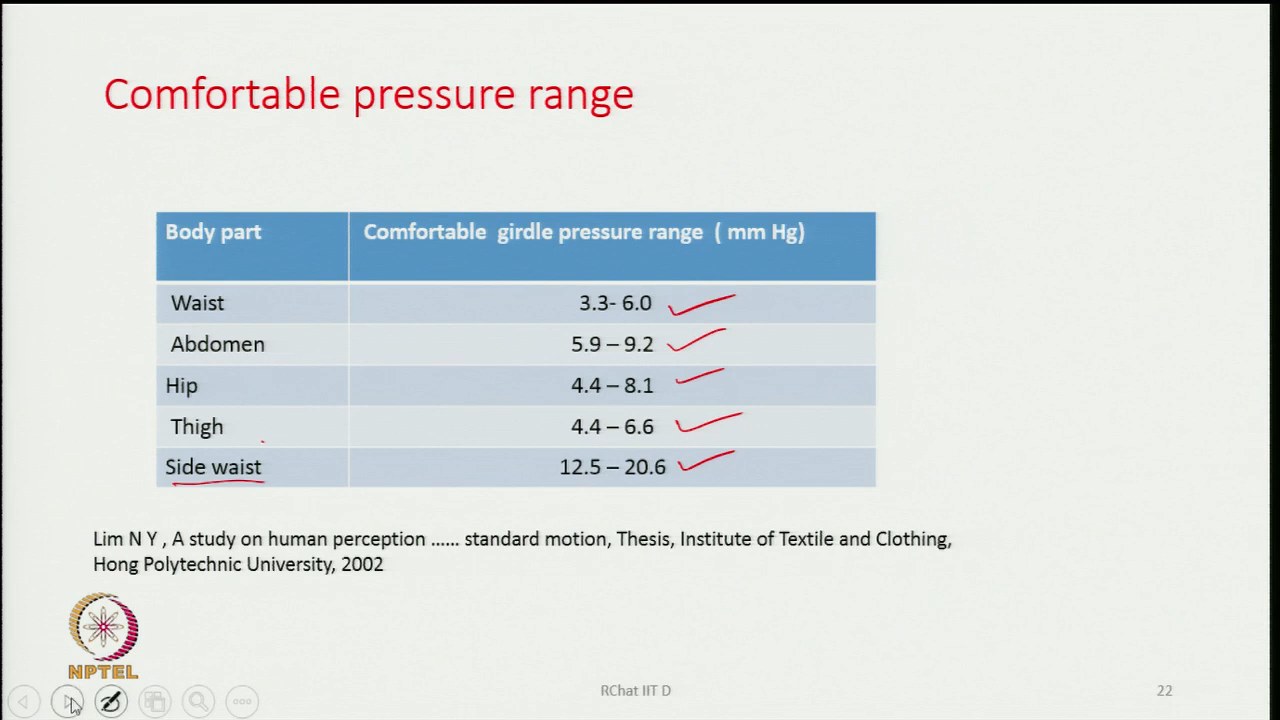 Comfortable pressure range
Body part Comfortable girdle pressure range ( mm Hg)
Waist 3.3- 6.0
Abdomen 5.9 – 9.2
Hip 4.4 – 8.1
Thigh 4.4 – 6.6
Side waist 12.5 – 20.6
Lim N Y , A study on human perception ...... standard motion, Thesis, Institute of Textile and Clothing,
Hong Polytechnic University, 2002
NPTEL
RChat IIT D
22